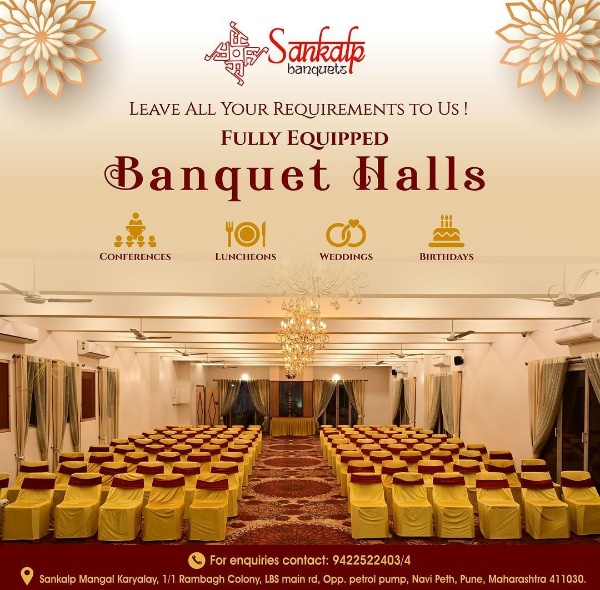 Sankalp
banquets
LEAVE ALL YOUR REQUIREMENTS TO US !
FULLY EQUIPPED
Banquet Halls
CONFERENCES LUNCHEONS WEDDINGS BIRTHDAYS
For enquiries contact: 9422522403/4
Sankalp Mangal Karyalay, 1/1 Rambagh Colony, LBS main rd, Opp. petrol pump, Navi Peth, Pune, Maharashtra 411030.